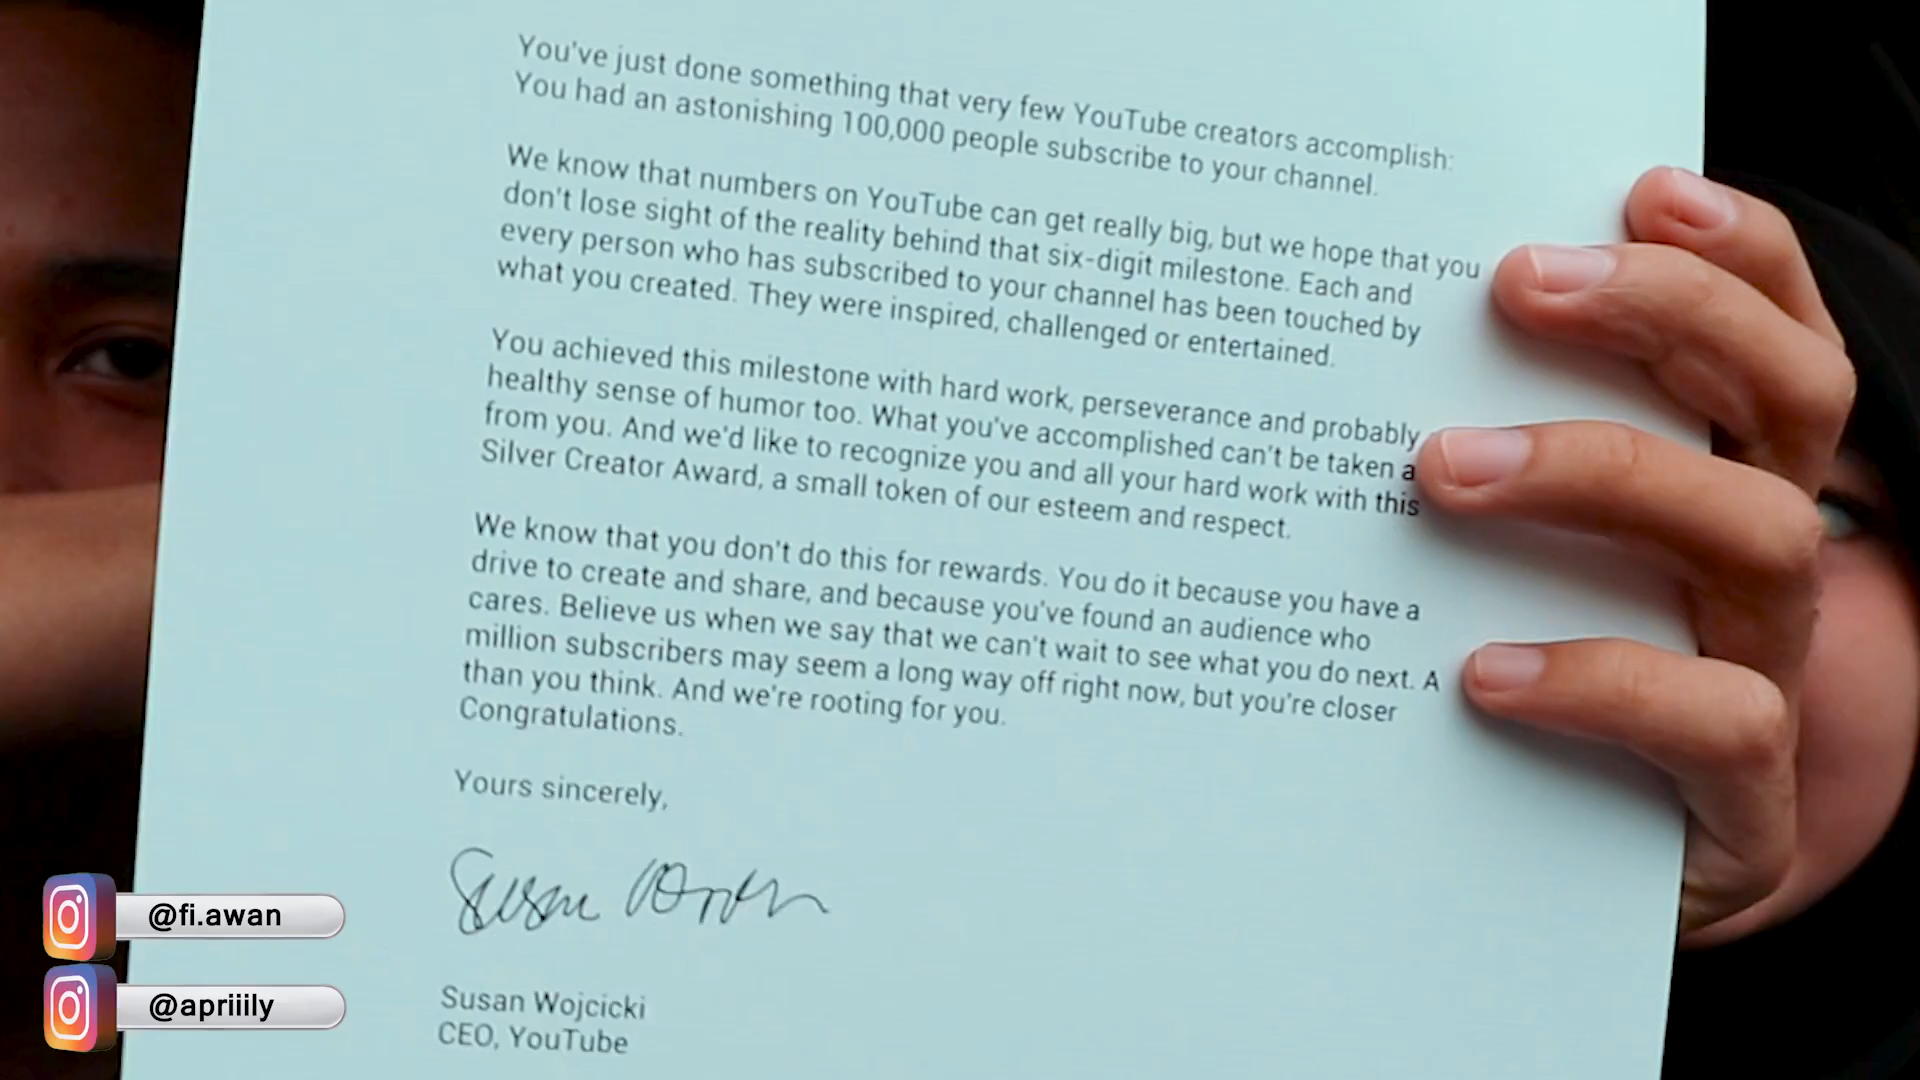 You've just done something that very few YouTube creators accomplish:
You had an astonishing 100,000 people subscribe to your channel.
We know that numbers on YouTube can get really big, but we hope that you
don't lose sight of the reality behind that six-digit milestone. Each and
every person who has subscribed to your channel has been touched by
what you created. They were inspired, challenged or entertained.
You achieved this milestone with hard work, perseverance and probably
healthy sense of humor too. What you've accomplished can't be taken a
from you. And we'd like to recognize you and all your hard work with this
Silver Creator Award, a small token of our esteem and respect.
We know that you don't do this for rewards. You do it because you have a
drive to create and share, and because you've found an audience who
cares. Believe us when we say that we can't wait to see what you do next. A
million subscribers may seem a long way off right now, but you're closer
than you think. And we're rooting for you.
Congratulations.
Yours sincerely,
Susan Wojcicki
CEO, YouTube
@fi.awan
@apriiily